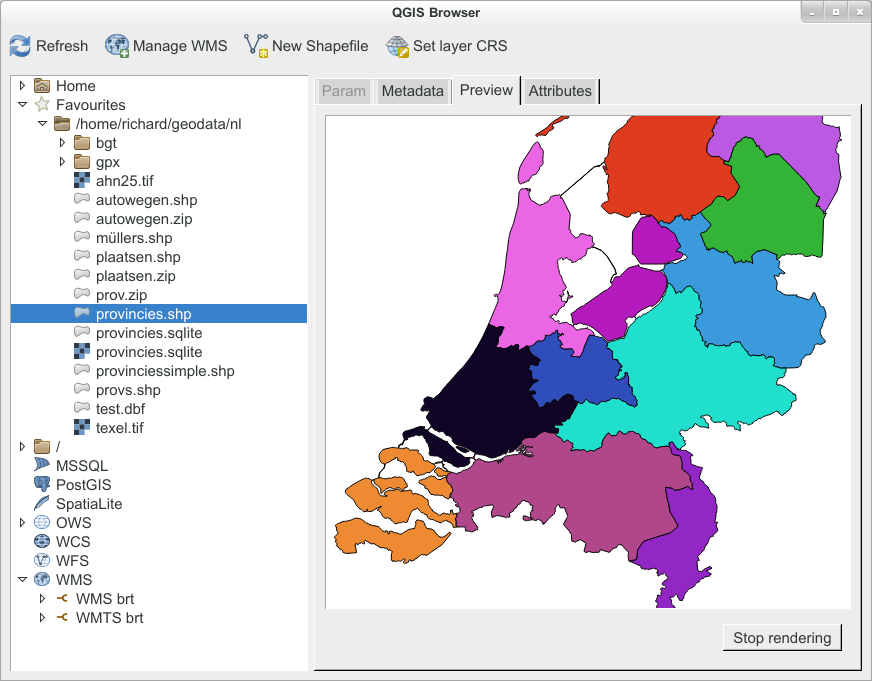 QGIS Browser
Refresh Manage WMS New Shapefile Set layer CRS
Home
Favourites
/home/richard/geodata/nl
bgt
gpx
ahn25.tif
autowegen.shp
autowegen.zip
müllers.shp
plaatsen.shp
plaatsen.zip
prov.zip
provincies.shp
provincies.sqlite
provincies.sqlite
provinciessimple.shp
provs.shp
test.dbf
texel.tif
/
MSSQL
PostGIS
SpatiaLite
OWS
WCS
WFS
WMS
WMS brt
WMTS brt
Param Metadata Preview Attributes
Stop rendering